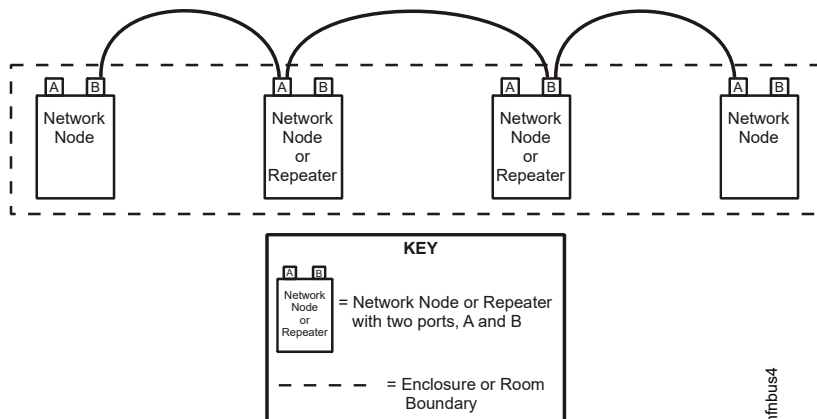 A B A B A B A B
Network
Node
Network
Node
or
Repeater
Network
Node
or
Repeater
Network
Node
KEY
A B
Network
Node
or
Repeater
= Network Node or Repeater
with two ports, A and B
= Enclosure or Room
Boundary